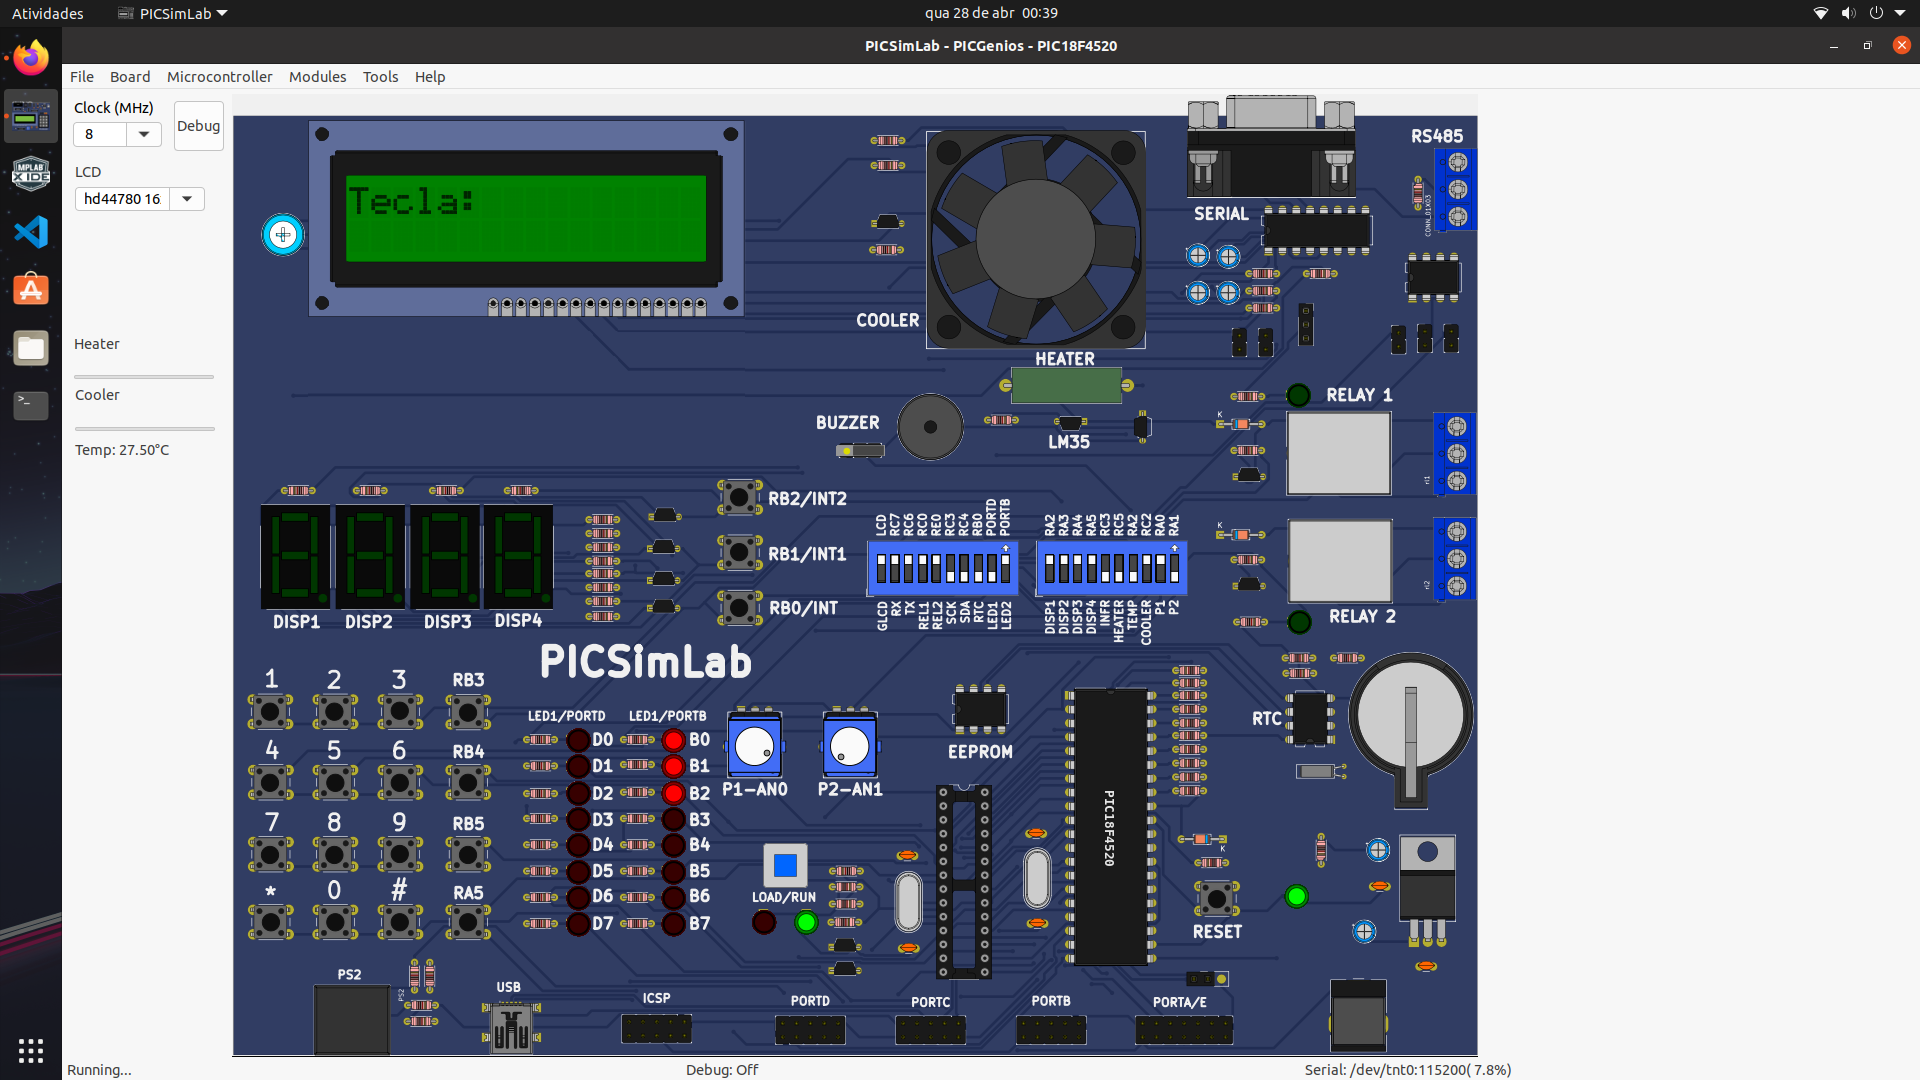 Atividades
PICSimLab
qua 28 de abr 00:39
PICSimLab - PICGenios - PIC18F4520
File Board Microcontroller Modules Tools Help
Clock (MHz)
8
Debug
LCD
hd44780 16
Heater
Cooler
Temp: 27.50°C
MPLAB
X IDE
Tecla:
COOLER
SERIAL
RS485
CONN_01X03
HEATER
BUZZER
LM35
RELAY 1
K
rl1
RB2/INT2
RB1/INT1
RB0/INT
LCD RC7 RC6 RC0 RE0 RC3 RC4 RB0 PORTD PORTB
GLCD RX TX REL1 REL2 SCK SDA RTC LED1 LED2
RA2 RA3 RA4 RA5 RC3 RC5 RA2 RC2 RA0 RA1
DISP1 DISP2 DISP3 DISP4 INFR HEATER TEMP COOLER P1 P2
K
rl2
RELAY 2
DISP1 DISP2 DISP3 DISP4
PICSimLab
1 2 3 RB3
4 5 6 RB4
7 8 9 RB5
* 0 # RA5
LED1/PORTD LED1/PORTB
D0 B0
D1 B1
D2 B2
D3 B3
D4 B4
D5 B5
D6 B6
D7 B7
P1-AN0 P2-AN1
LOAD/RUN
EEPROM
PIC18F4520
RTC
K
RESET
PS2
PS2
USB
ICSP
PORTD
PORTC
PORTB
PORTA/E
Running...
Debug: Off
Serial: /dev/tnt0:115200( 7.8%)